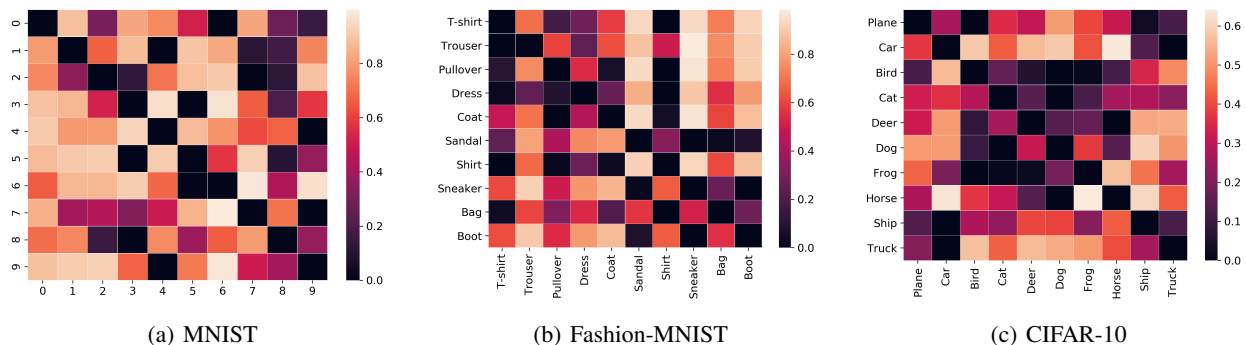 0
1
2
3
4
5
6
7
8
9
0 1 2 3 4 5 6 7 8 9
0.8
0.6
0.4
0.2
0.0
(a) MNIST
T-shirt
Trouser
Pullover
Dress
Coat
Sandal
Shirt
Sneaker
Bag
Boot
T-shirt Trouser Pullover Dress Coat Sandal Shirt Sneaker Bag Boot
0.8
0.6
0.4
0.2
0.0
(b) Fashion-MNIST
Plane
Car
Bird
Cat
Deer
Dog
Frog
Horse
Ship
Truck
Plane Car Bird Cat Deer Dog Frog Horse Ship Truck
0.6
0.5
0.4
0.3
0.2
0.1
0.0
(c) CIFAR-10